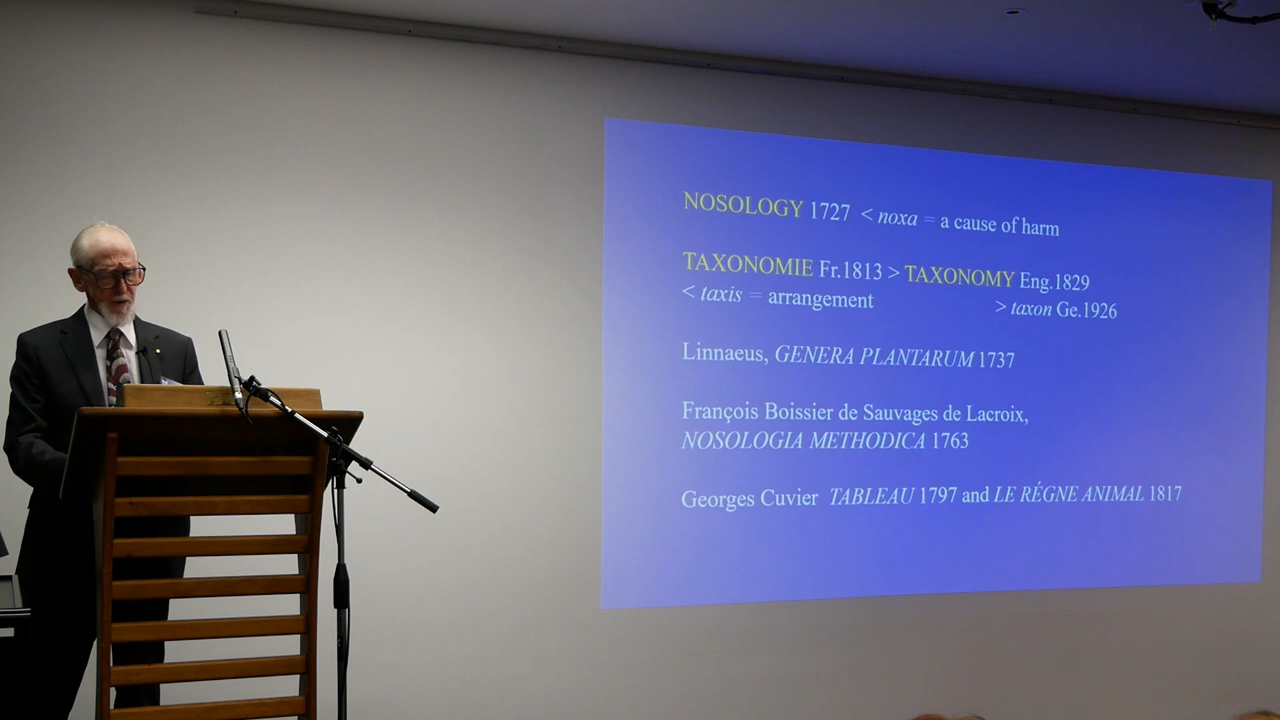 NOSOLOGY 1727 < noxa = a cause of harm
TAXONOMIE Fr.1813 > TAXONOMY Eng.1829
< taxis = arrangement > taxon Ge.1926
Linnaeus, GENERA PLANTARUM 1737
François Boissier de Sauvages de Lacroix,
NOSOLOGIA METHODICA 1763
Georges Cuvier TABLEAU 1797 and LE RÉGNE ANIMAL 1817